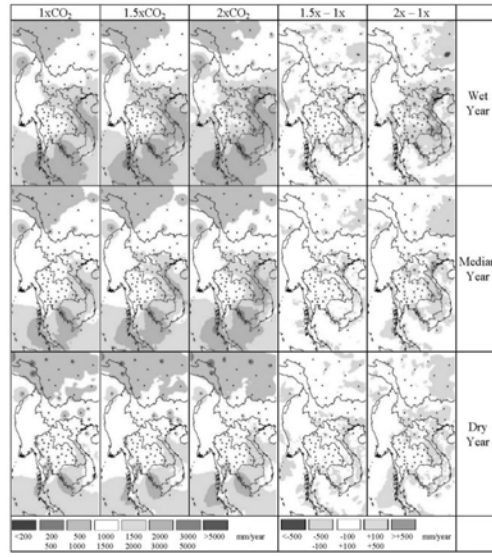 1xCO₂ 1.5xCO₂ 2xCO₂ 1.5x – 1x 2x – 1x
Wet
Year
Median
Year
Dry
Year
<200 200 500 1000 1500 2000 3000 >5000 mm/year <-500 -500 -100 +100 >+500 mm/year
500 1000 1500 2000 3000 5000 -100 +100 +500